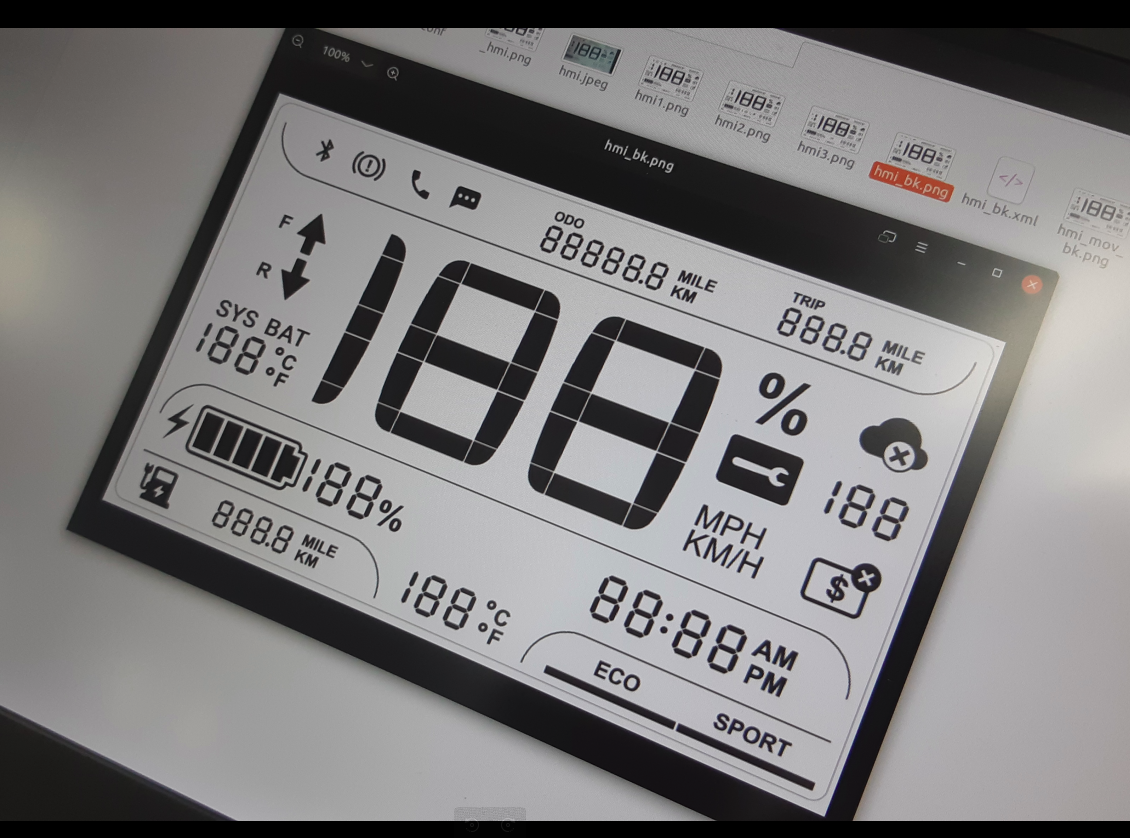 100%
_hmi.png
hmi.jpeg
hmi1.png
hmi2.png
hmi3.png
hmi_bk.png
hmi_bk.xml
hmi_mov_
bk.png
hmi_bk.png
ODO
88888.8 MILE
KM
TRIP
888.8 MILE
KM
F
R
SYS BAT
188 °C
°F
188
%
188
188%
MPH
KM/H
$
888.8 MILE
KM
188 °C
°F
88:88 AM
PM
ECO
SPORT